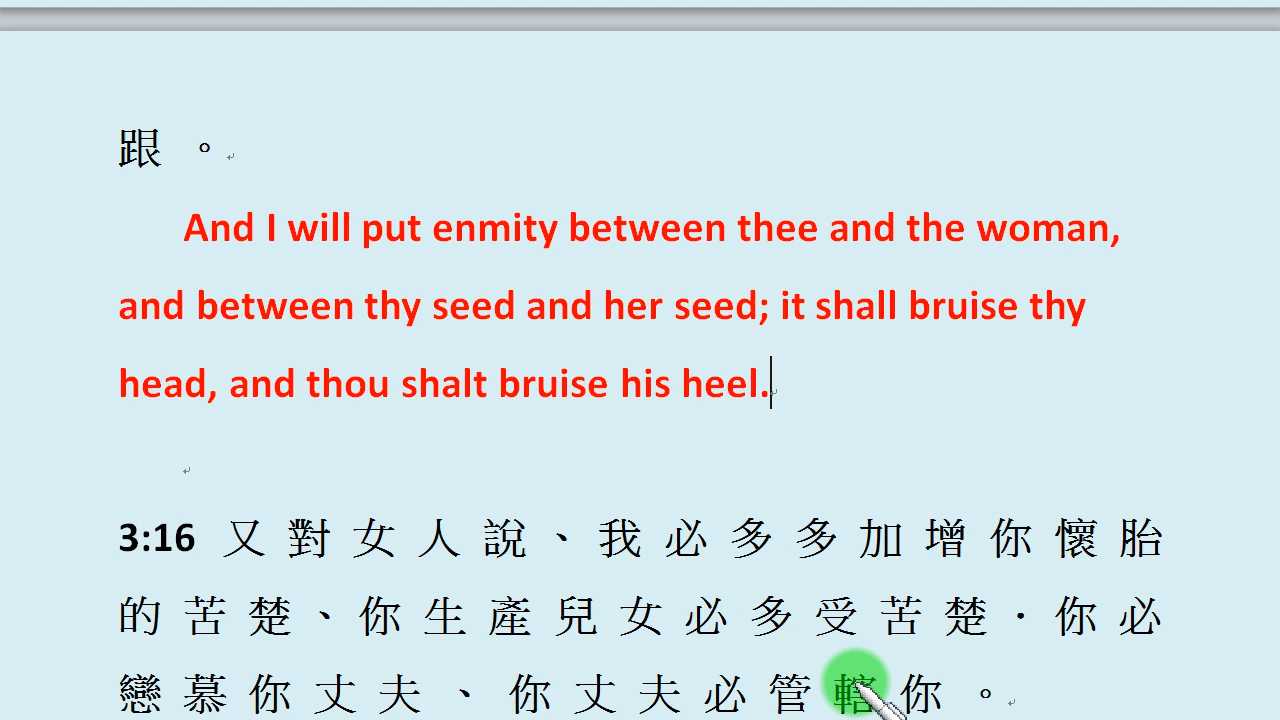 跟。
And I will put enmity between thee and the woman,
and between thy seed and her seed; it shall bruise thy
head, and thou shalt bruise his heel.
3:16 又對女人說、我必多多加增你懷胎
的苦楚、你生產兒女必多受苦楚．你必
戀慕你丈夫、你丈夫必管轄你。